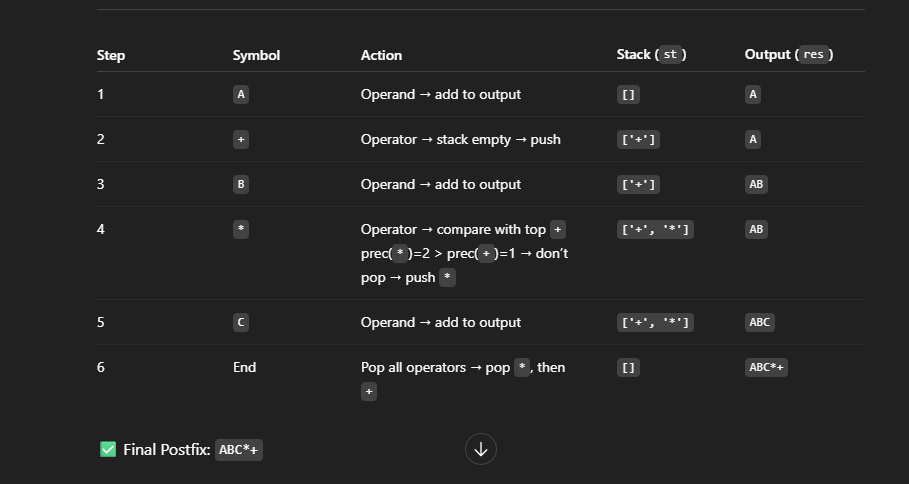 Step Symbol Action Stack ( st ) Output ( res )
1 A Operand → add to output [] A
2 + Operator → stack empty → push ['+'] A
3 B Operand → add to output ['+'] AB
4 * Operator → compare with top + ['+', '*'] AB
prec( * )=2 > prec( + )=1 → don’t
pop → push *
5 C Operand → add to output ['+', '*'] ABC
6 End Pop all operators → pop * , then [] ABC*+
+
✅ Final Postfix: ABC*+